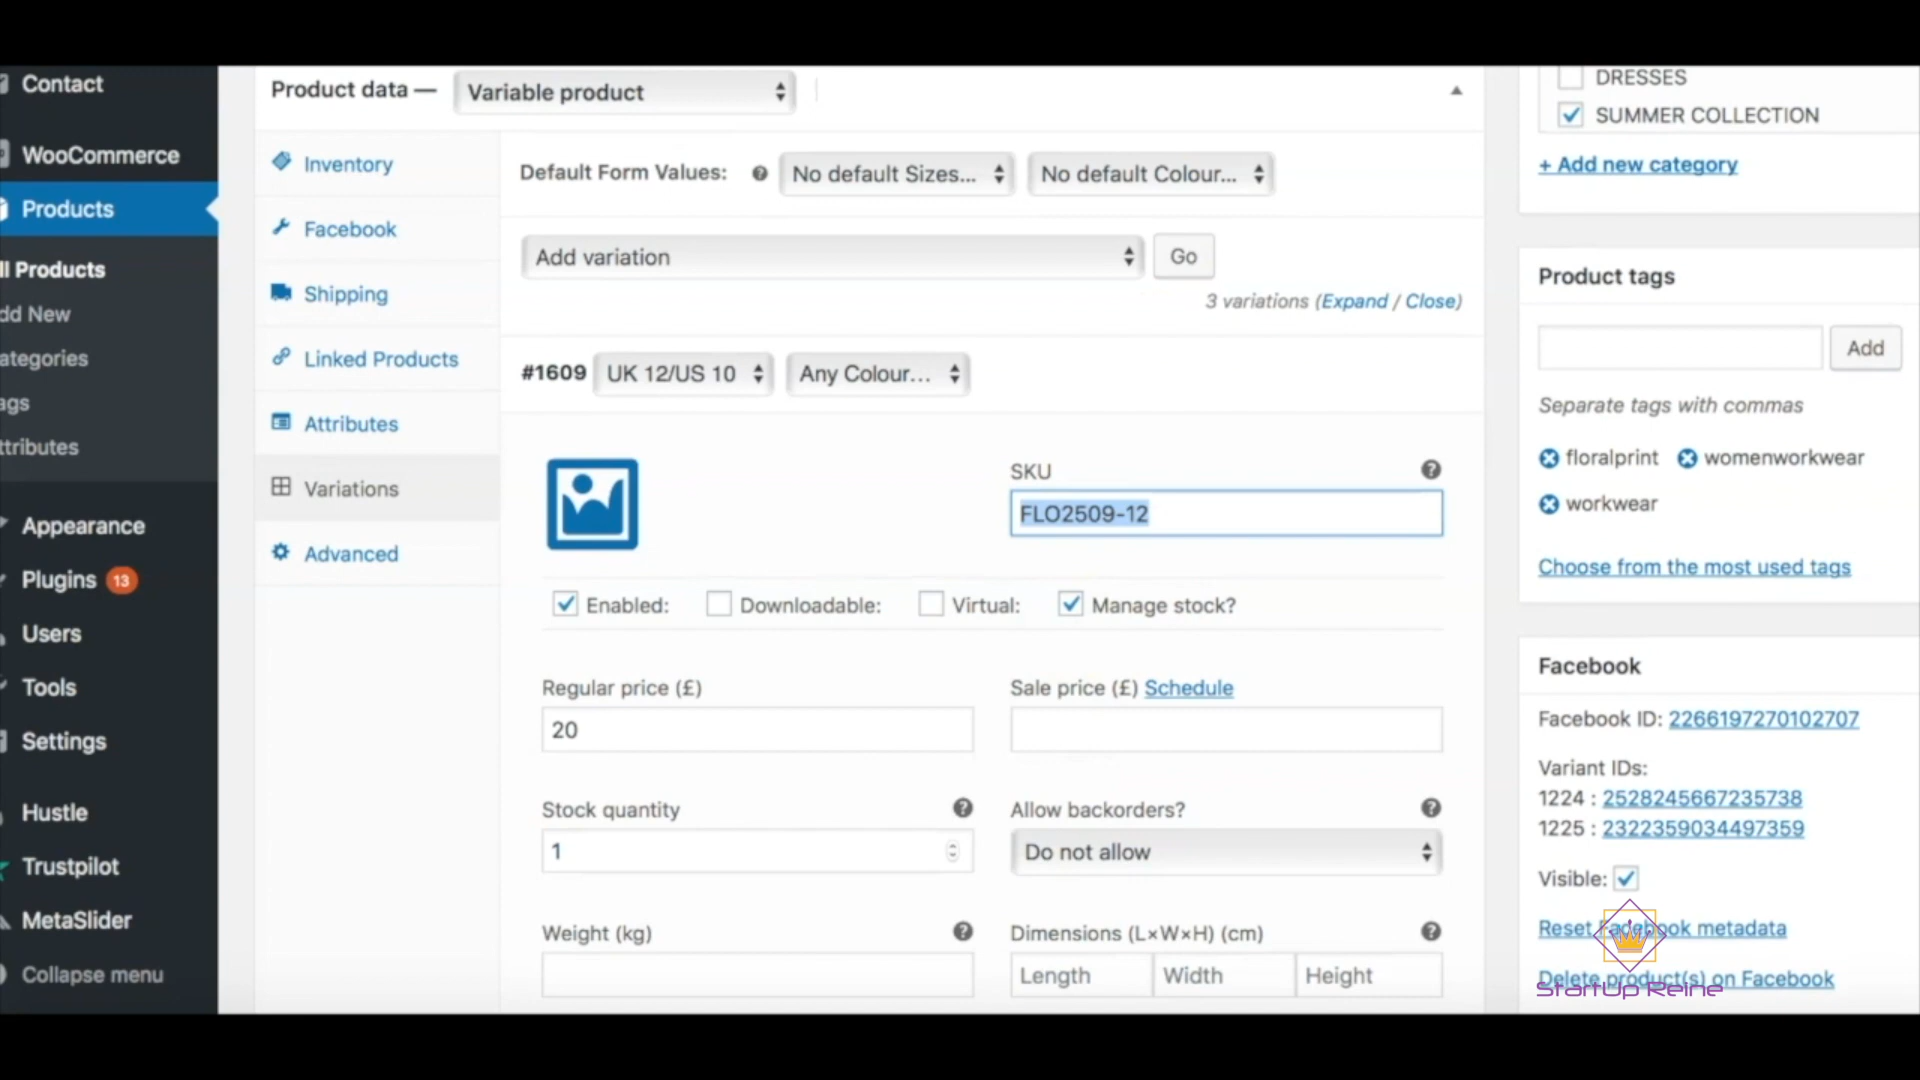 Contact
WooCommerce
Products
ll Products
dd New
ategories
ags
ttributes
Appearance
Plugins 13
Users
Tools
Settings
Hustle
Trustpilot
MetaSlider
Collapse menu
Product data — Variable product
Inventory
Facebook
Shipping
Linked Products
Attributes
Variations
Advanced
Default Form Values: No default Sizes... No default Colour...
Add variation Go
3 variations (Expand / Close)
#1609 UK 12/US 10 Any Colour...
SKU
FLO2509-12
Enabled: Downloadable: Virtual: Manage stock?
Regular price (£) Sale price (£) Schedule
20
Stock quantity Allow backorders?
1 Do not allow
Weight (kg) Dimensions (L×W×H) (cm)
Length Width Height
DRESSES
SUMMER COLLECTION
+ Add new category
Product tags
Add
Separate tags with commas
floralprint womenworkwear
workwear
Choose from the most used tags
Facebook
Facebook ID: 2266197270102707
Variant IDs:
1224 : 2528245667235738
1225 : 2322359034497359
Visible:
Reset Facebook metadata
Delete product(s) on Facebook
StartUp Reine